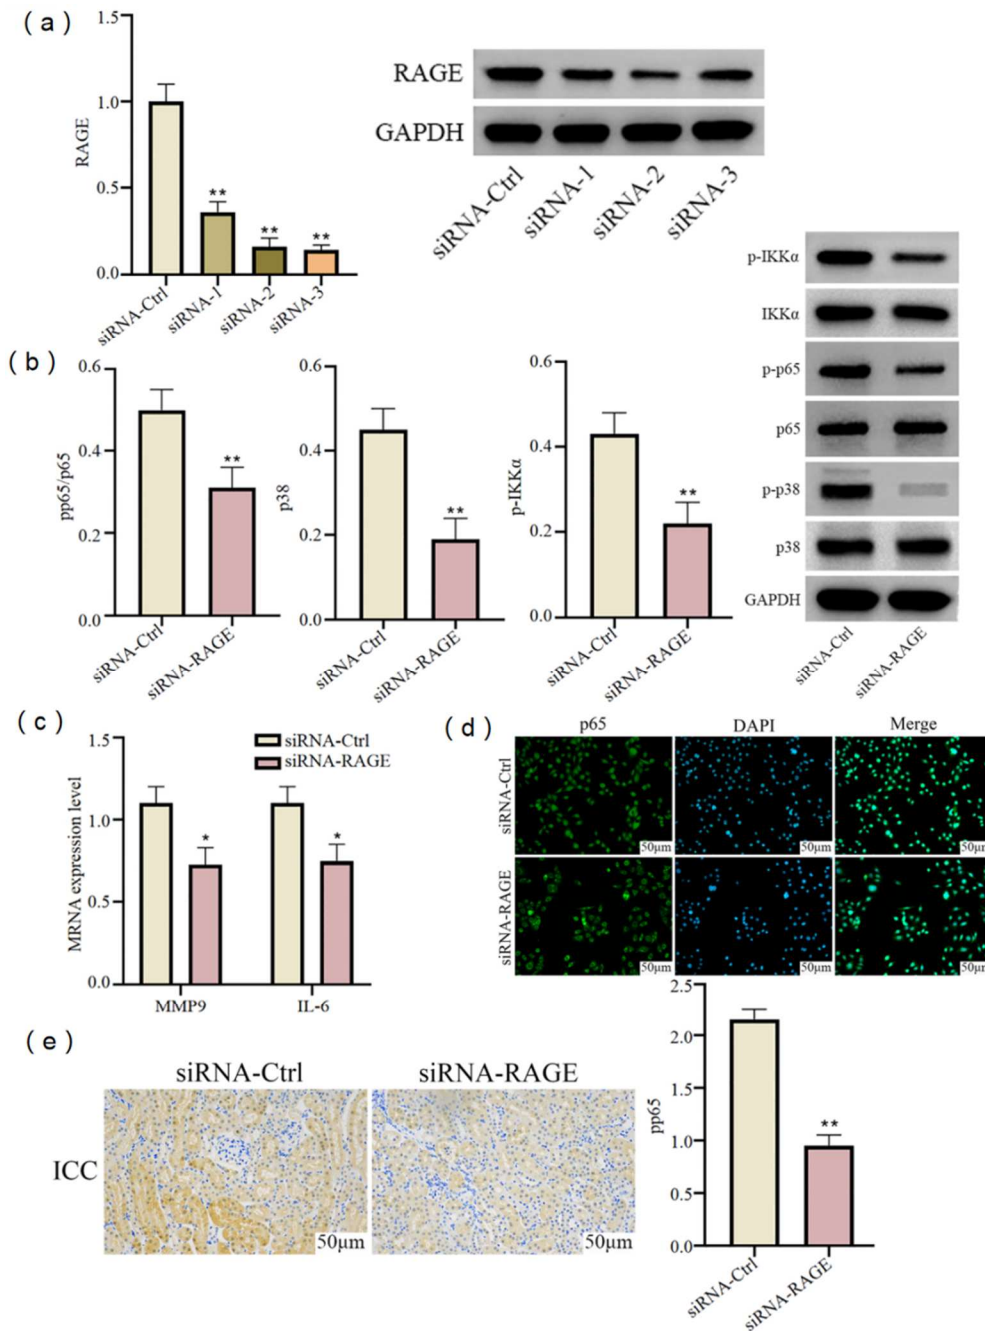 ( a )
1.5
1.0
0.5
0.0
RAGE
**
**
**
siRNA-Ctrl
siRNA-1
siRNA-2
siRNA-3
RAGE
GAPDH
siRNA-Ctrl
siRNA-1
siRNA-2
siRNA-3
( b )
0.6
0.4
0.2
0.0
pp65/p65
**
siRNA-Ctrl
siRNA-RAGE
0.6
0.4
0.2
0.0
p38
**
siRNA-Ctrl
siRNA-RAGE
0.6
0.4
0.2
0.0
p-IKKα
**
siRNA-Ctrl
siRNA-RAGE
p-IKKα
IKKα
p-p65
p65
p-p38
p38
GAPDH
siRNA-Ctrl
siRNA-RAGE
( c )
1.5
1.0
0.5
0.0
MRNA expression level
siRNA-Ctrl
siRNA-RAGE
*
*
MMP9
IL-6
( d )
p65
DAPI
Merge
siRNA-Ctrl
50μm
50μm
50μm
siRNA-RAGE
50μm
50μm
50μm
( e )
siRNA-Ctrl
siRNA-RAGE
ICC
50μm
50μm
2.5
2.0
1.5
1.0
0.5
0.0
pp65
**
siRNA-Ctrl
siRNA-RAGE